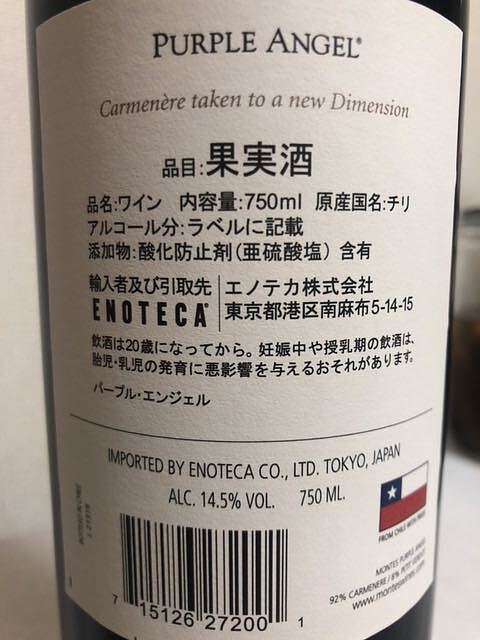 PURPLE ANGEL®
Carmenère taken to a new Dimension
品目:果実酒
品名:ワイン 内容量:750ml 原産国名:チリ
アルコール分:ラベルに記載
添加物:酸化防止剤(亜硫酸塩)含有
輸入者及び引取先 エノテカ株式会社
ENOTECA® 東京都港区南麻布5-14-15
飲酒は20歳になってから。妊娠中や授乳期の飲酒は、
胎児・乳児の発育に悪影響を与えるおそれがあります。
パープル・エンジェル
IMPORTED BY ENOTECA CO., LTD. TOKYO, JAPAN
ALC. 14.5% VOL. 750 ML.
FROM CHILE WITH PRIDE
MONTES PURPLE ANGEL
92% CARMENERE / 8% PETIT VERDOT
www.monteswines.com
7 15126 27200 1